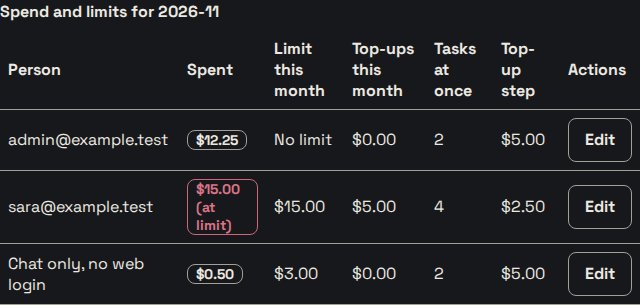 Spend and limits for 2026-11
Person Spent Limit this month Top-ups this month Tasks at once Top-up step Actions
admin@example.test $12.25 No limit $0.00 2 $5.00 Edit
sara@example.test $15.00 (at limit) $15.00 $5.00 4 $2.50 Edit
Chat only, no web login $0.50 $3.00 $0.00 2 $5.00 Edit